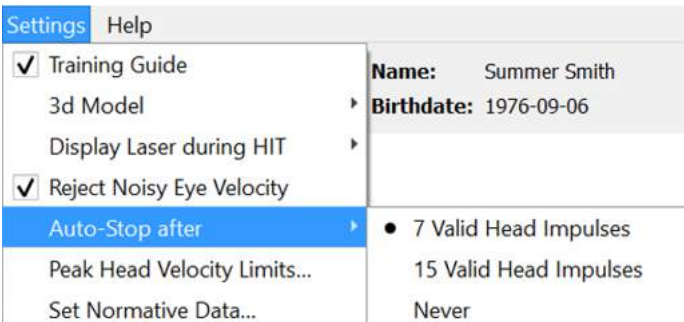 Settings Help
Training Guide
3d Model
Display Laser during HIT
Reject Noisy Eye Velocity
Auto-Stop after
Peak Head Velocity Limits...
Set Normative Data...
Name: Summer Smith
Birthdate: 1976-09-06
7 Valid Head Impulses
15 Valid Head Impulses
Never